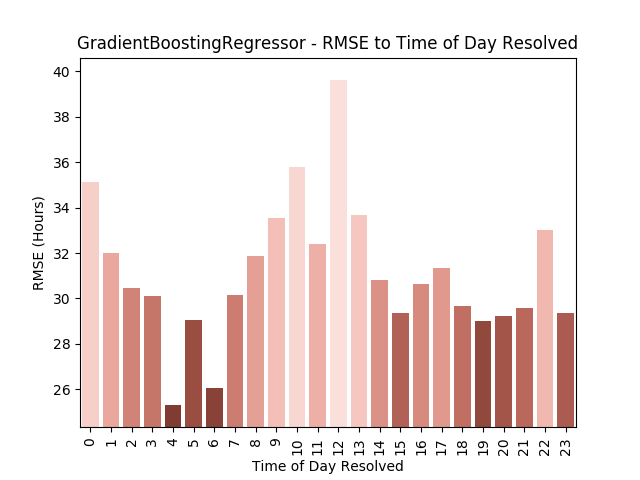 GradientBoostingRegressor - RMSE to Time of Day Resolved
40
38
36
34
32
30
28
26
RMSE (Hours)
0 1 2 3 4 5 6 7 8 9 10 11 12 13 14 15 16 17 18 19 20 21 22 23
Time of Day Resolved